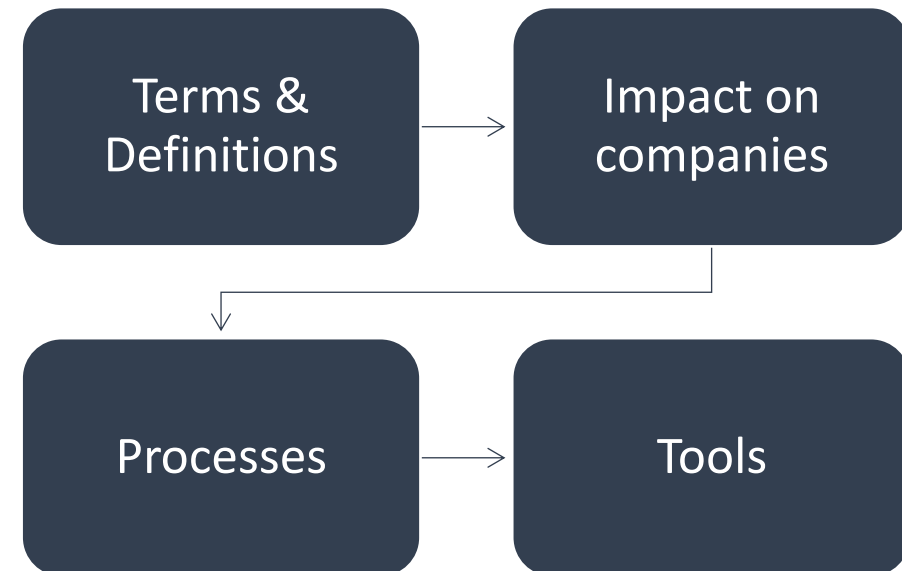 Terms &
Definitions
Impact on
companies
Processes
Tools